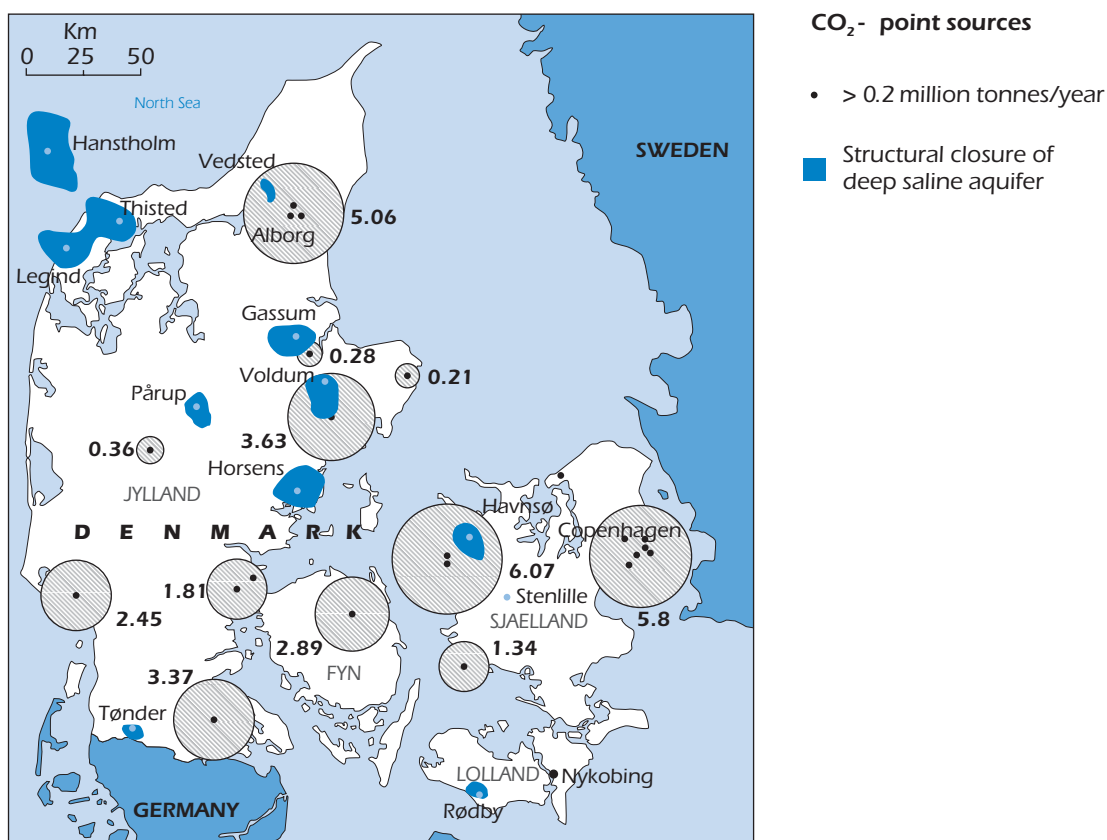 Km
0 25 50
North Sea
Hanstholm
Vedsted
SWEDEN
Thisted
5.06
Alborg
Legind
Gassum
0.28
Voldum
0.21
Pårup
3.63
0.36
Horsens
JYLLAND
Havnsø
DENMARK
Copenhagen
6.07
1.81
Stenlille
2.45
SJAELLAND
5.8
2.89
1.34
FYN
3.37
Tønder
LOLLAND
Nykobing
Rødby
GERMANY
CO₂- point sources
> 0.2 million tonnes/year
Structural closure of
deep saline aquifer